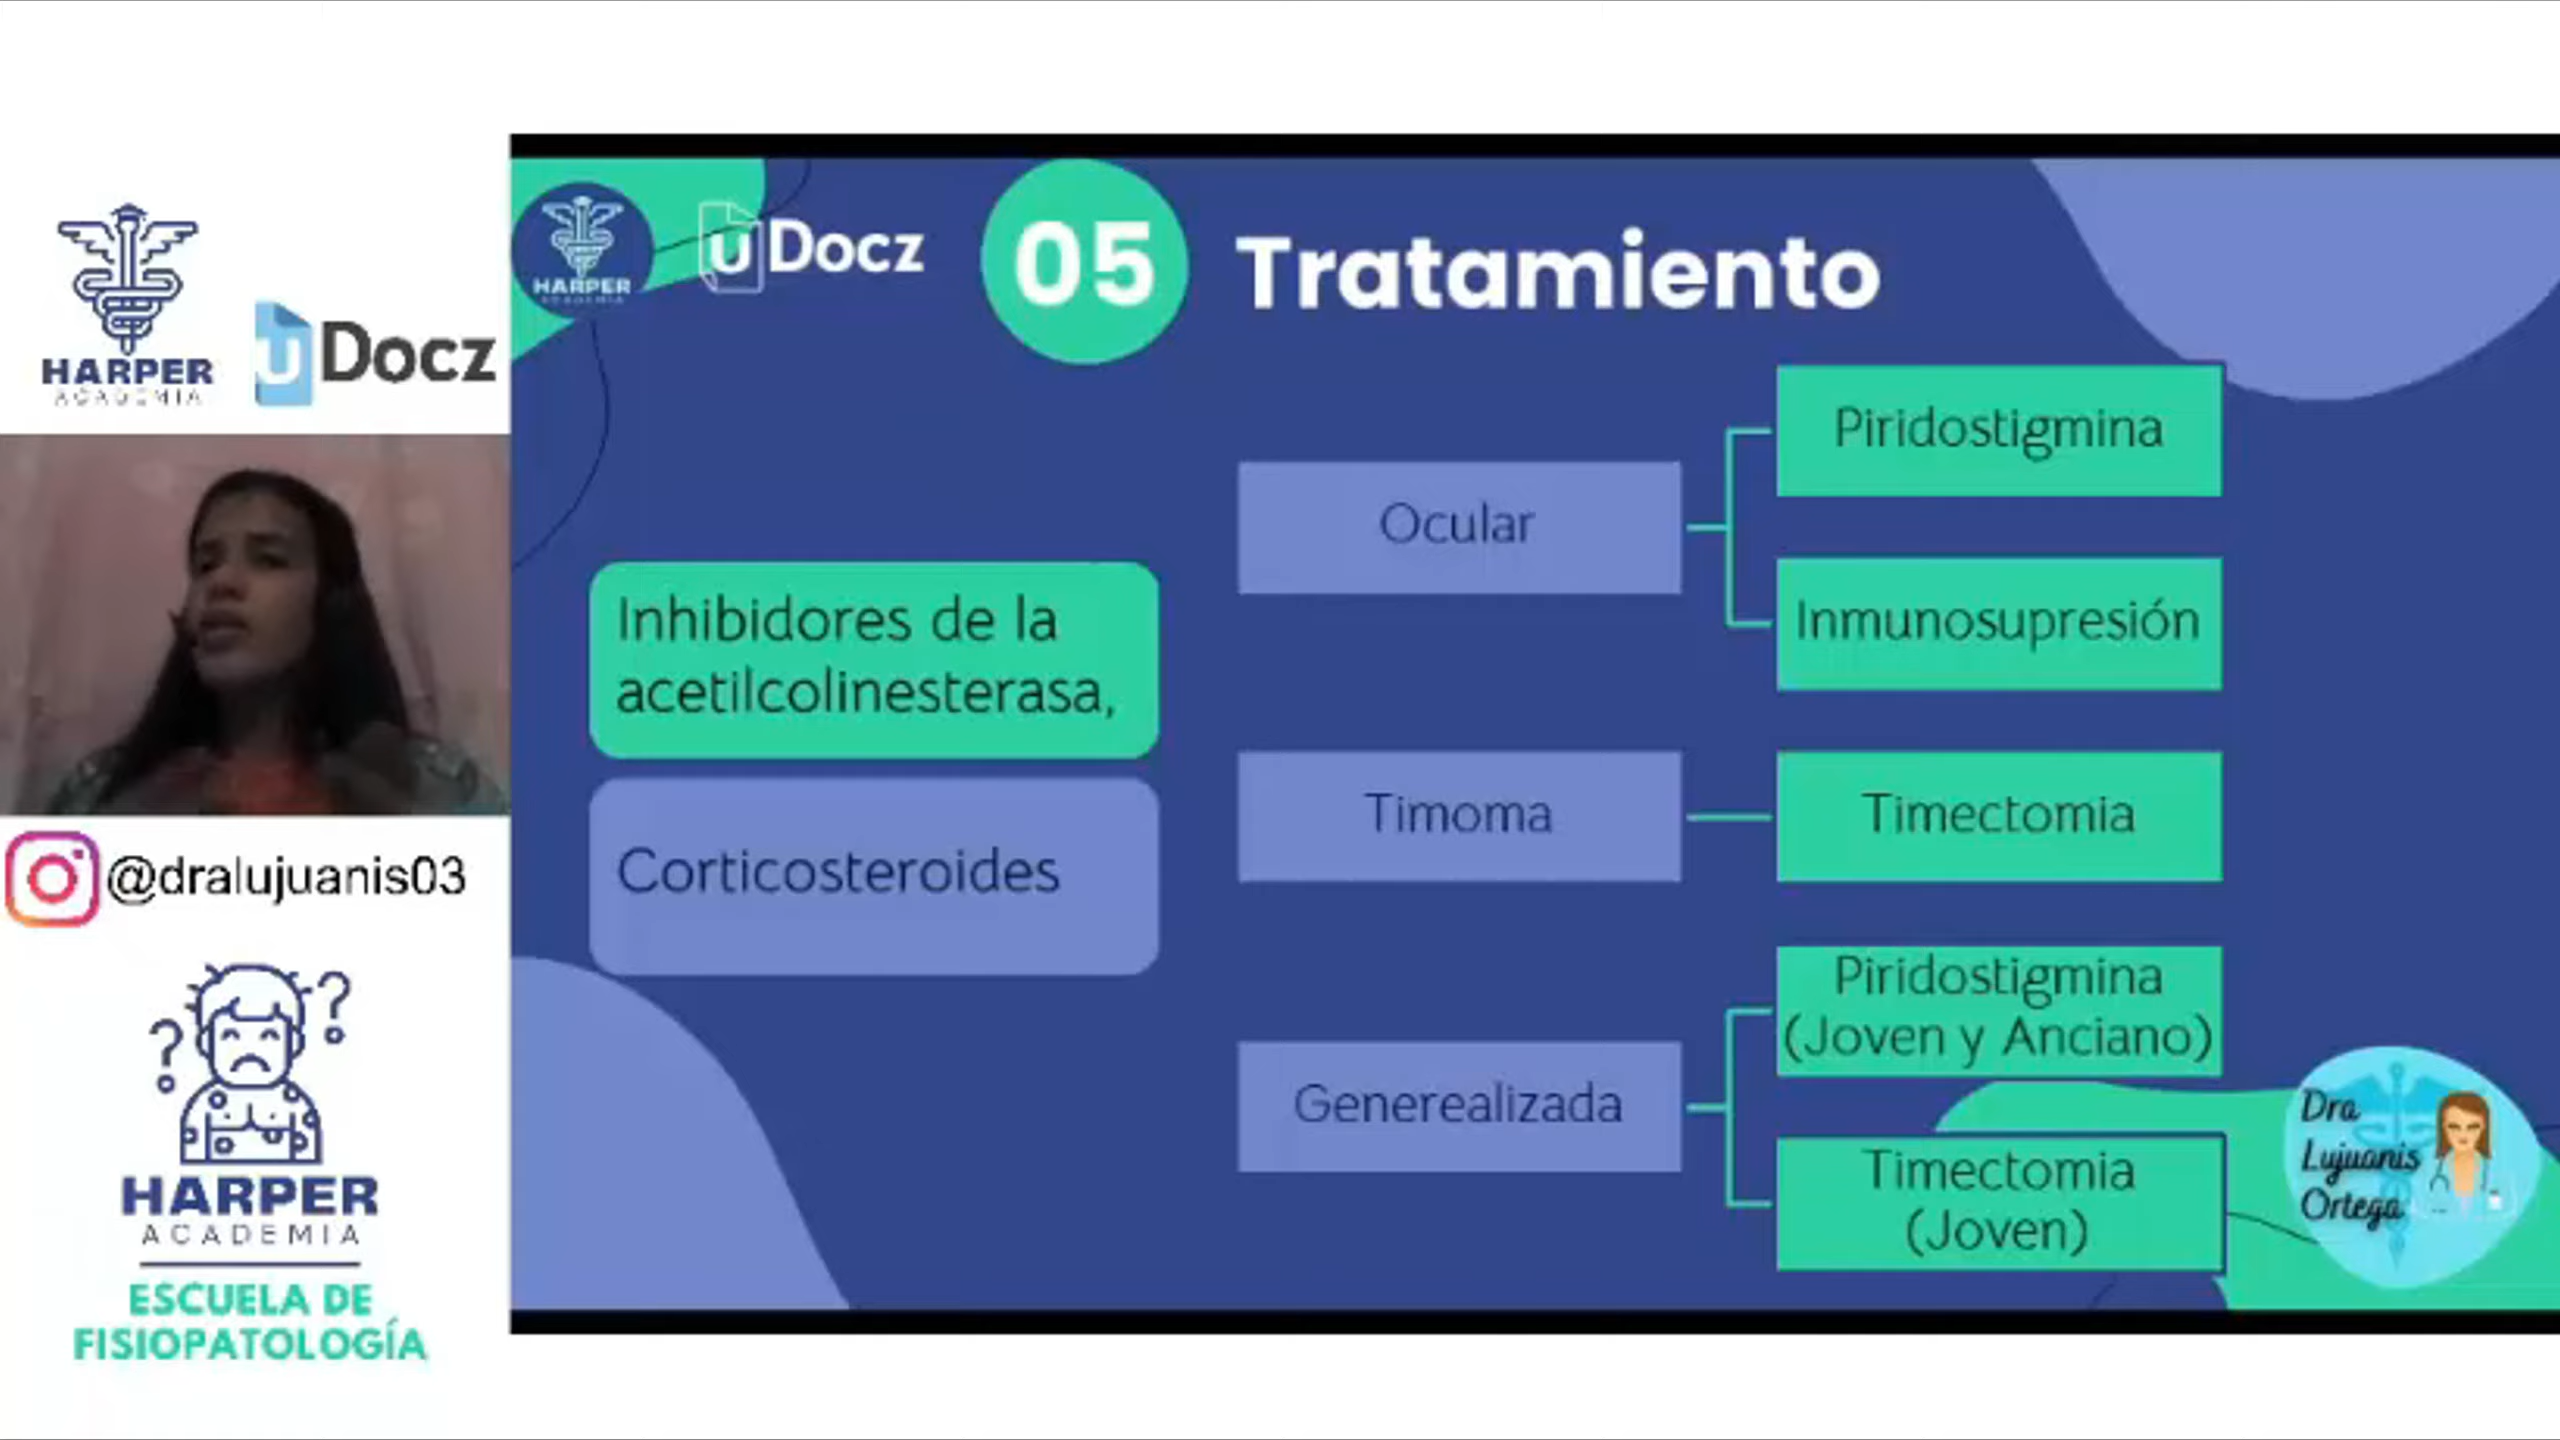 HARPER
ACADEMIA
uDocz
@dralujuanis03
? ?
HARPER
ACADEMIA
ESCUELA DE
FISIOPATOLOGÍA
HARPER
ACADEMIA
uDocz
05
Tratamiento
Inhibidores de la
acetilcolinesterasa,
Corticosteroides
Ocular
Piridostigmina
Inmunosupresión
Timoma
Timectomia
Generealizada
Piridostigmina
(Joven y Anciano)
Timectomia
(Joven)
Dra
Lujuanis
Ortega